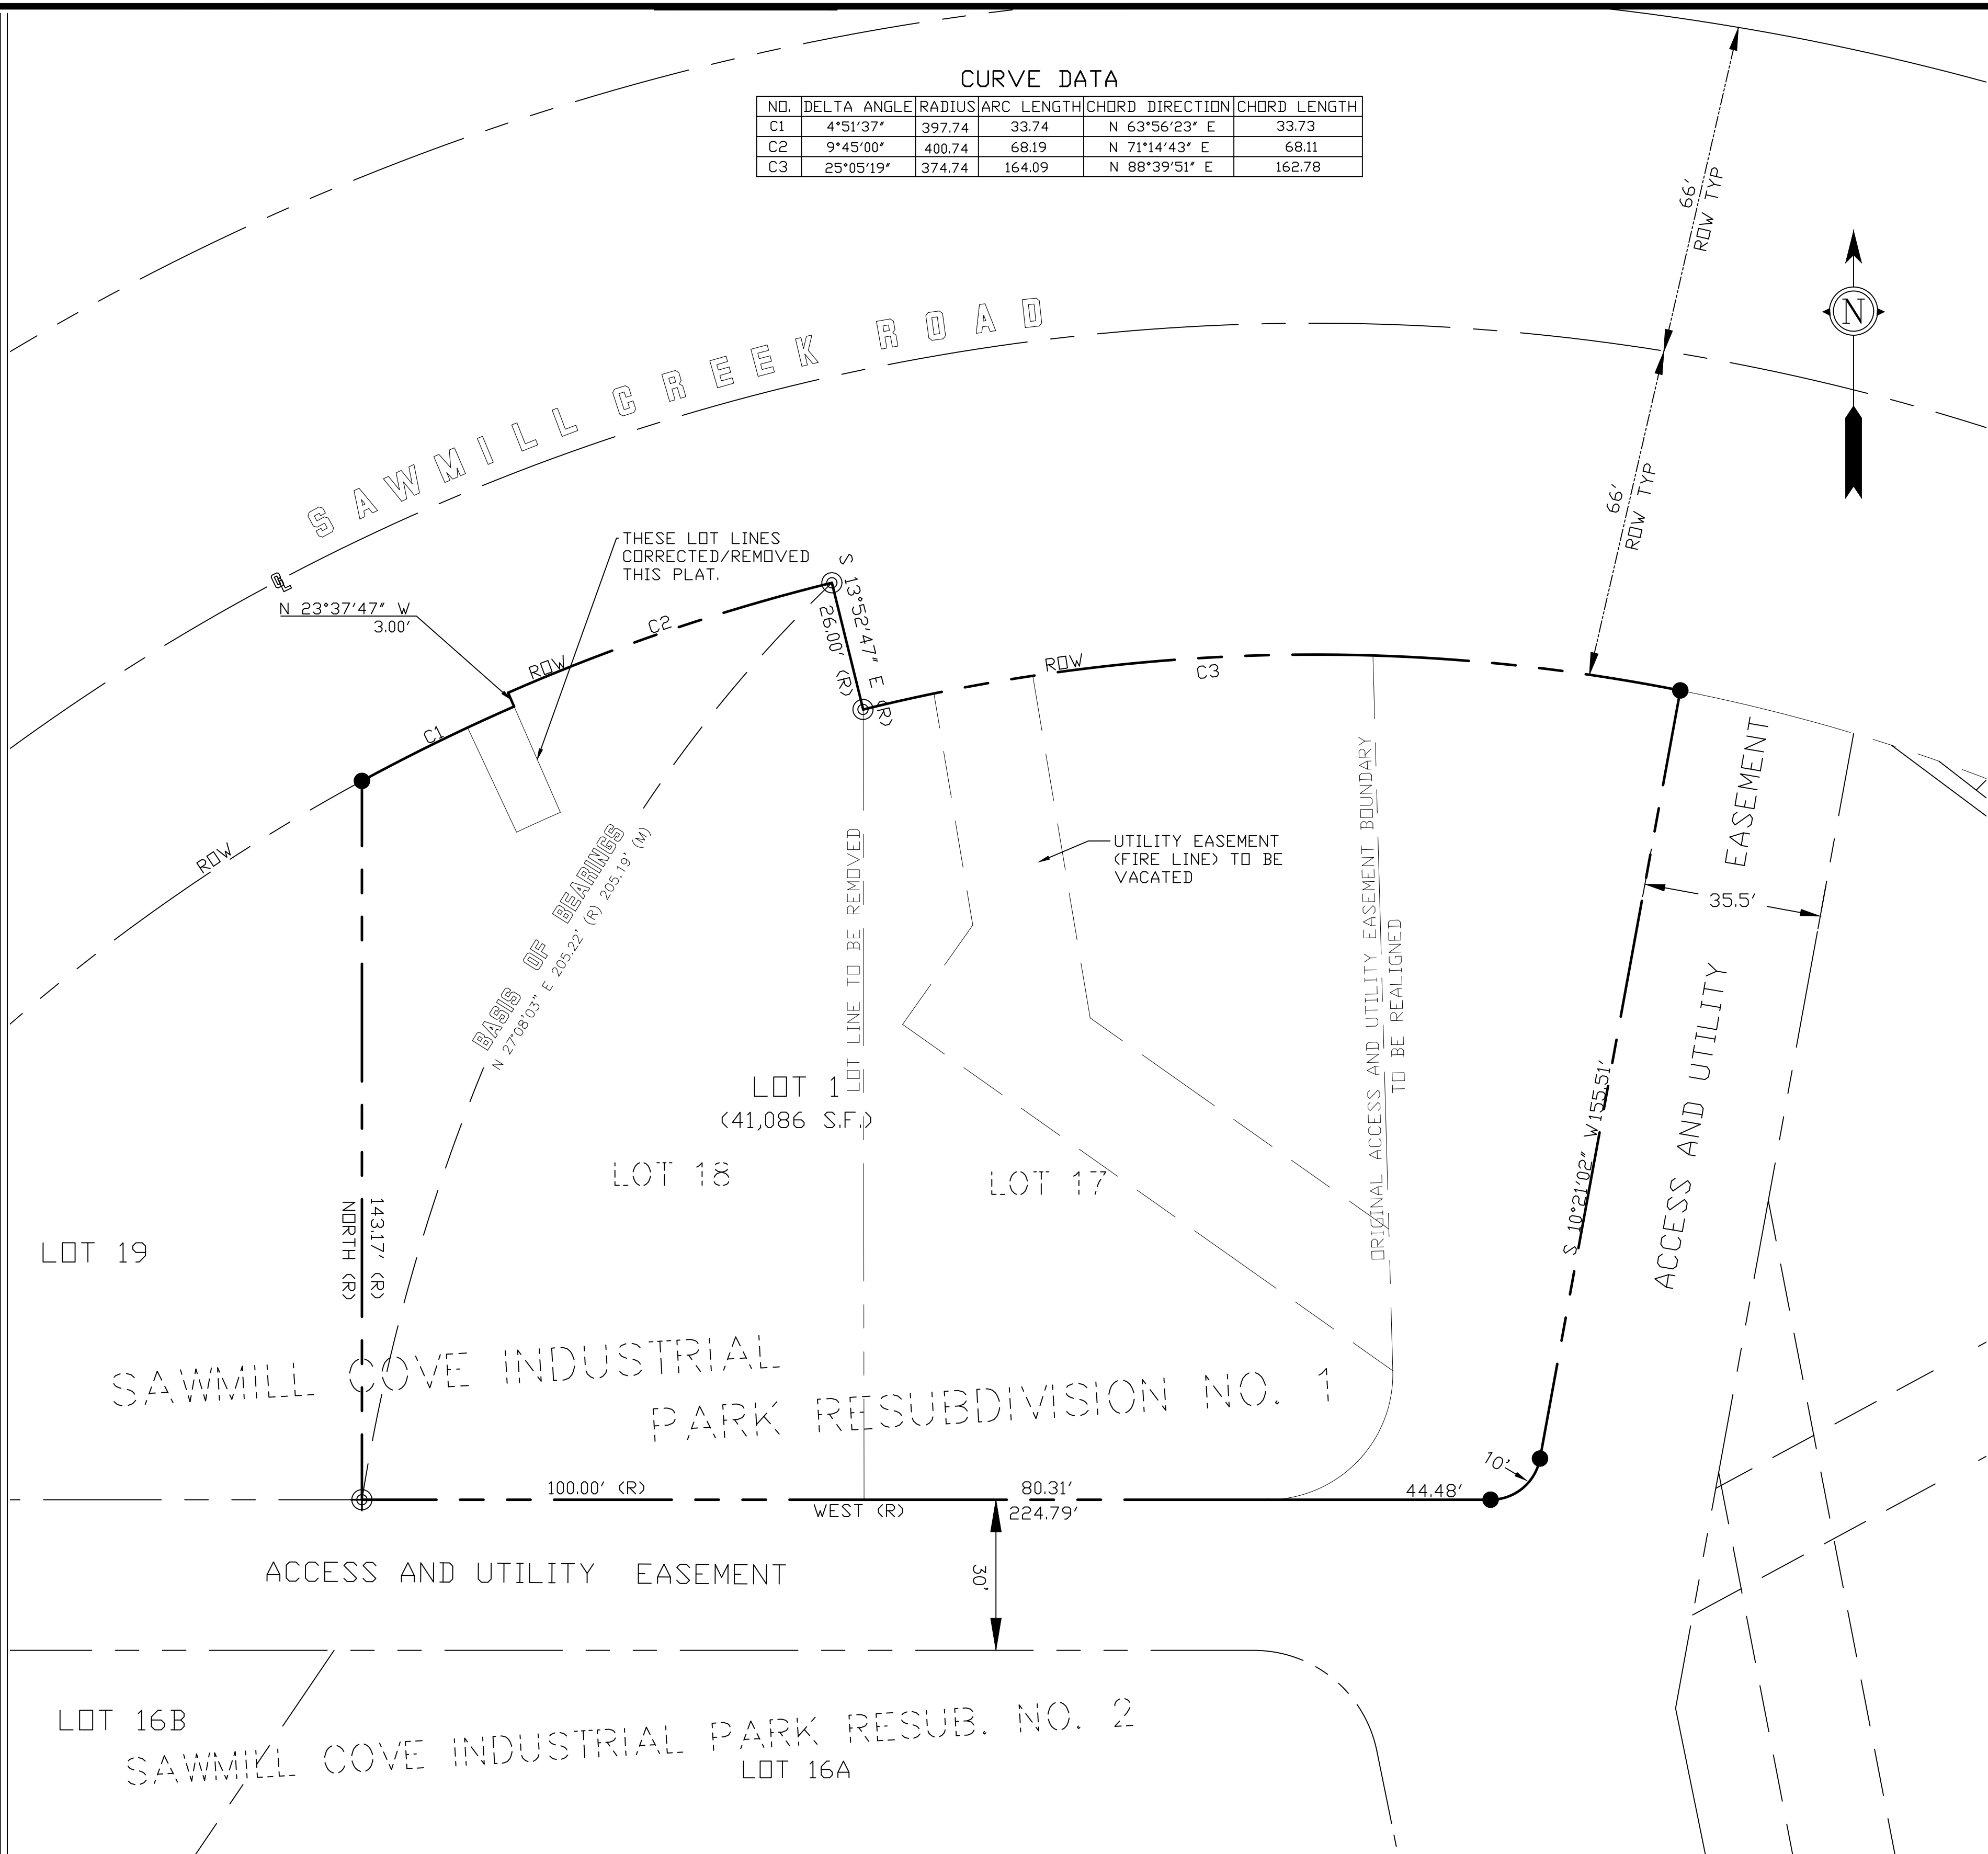 CURVE DATA
NO. DELTA ANGLE RADIUS ARC LENGTH CHORD DIRECTION CHORD LENGTH
C1 4°51'37" 397.74 33.74 N 63°56'23" E 33.73
C2 9°45'00" 400.74 68.19 N 71°14'43" E 68.11
C3 25°05'19" 374.74 164.09 N 88°39'51" E 162.78
66'
ROW TYP
N
SAWMILL CREEK ROAD
66'
ROW TYP
CL
THESE LOT LINES
CORRECTED/REMOVED
THIS PLAT.
N 23°37'47" W
3.00'
C2
ROW
S 13°52'47" E (R)
26.00' (R)
ROW
C3
C1
ROW
EASEMENT
35.5'
UTILITY EASEMENT
(FIRE LINE) TO BE
VACATED
BASIS OF BEARINGS
N 27°08'03" E 205.22' (R) 205.19' (M)
LOT LINE TO BE REMOVED
ORIGINAL ACCESS AND UTILITY EASEMENT BOUNDARY
TO BE REALIGNED
S 10°21'02" W 155.51'
ACCESS AND UTILITY
LOT 1
(41,086 S.F.)
LOT 18
LOT 17
LOT 19
143.17' (R)
NORTH (R)
SAWMILL COVE INDUSTRIAL
PARK RESUBDIVISION NO. 1
10'
100.00' (R)
80.31'
44.48'
WEST (R)
224.79'
ACCESS AND UTILITY EASEMENT
30'
LOT 16B
SAWMILL COVE INDUSTRIAL PARK RESUB. NO. 2
LOT 16A